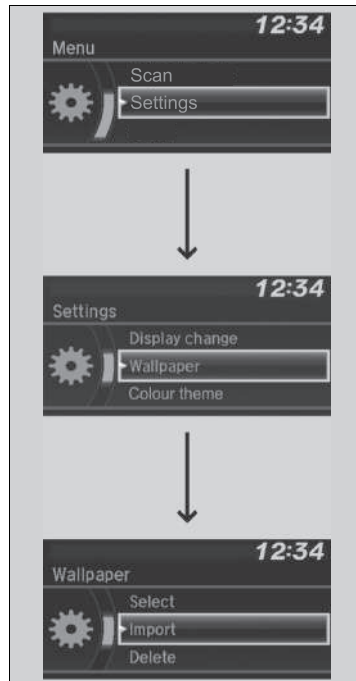 12:34
Menu
Scan
Settings
12:34
Settings
Display change
Wallpaper
Colour theme
12:34
Wallpaper
Select
Import
Delete